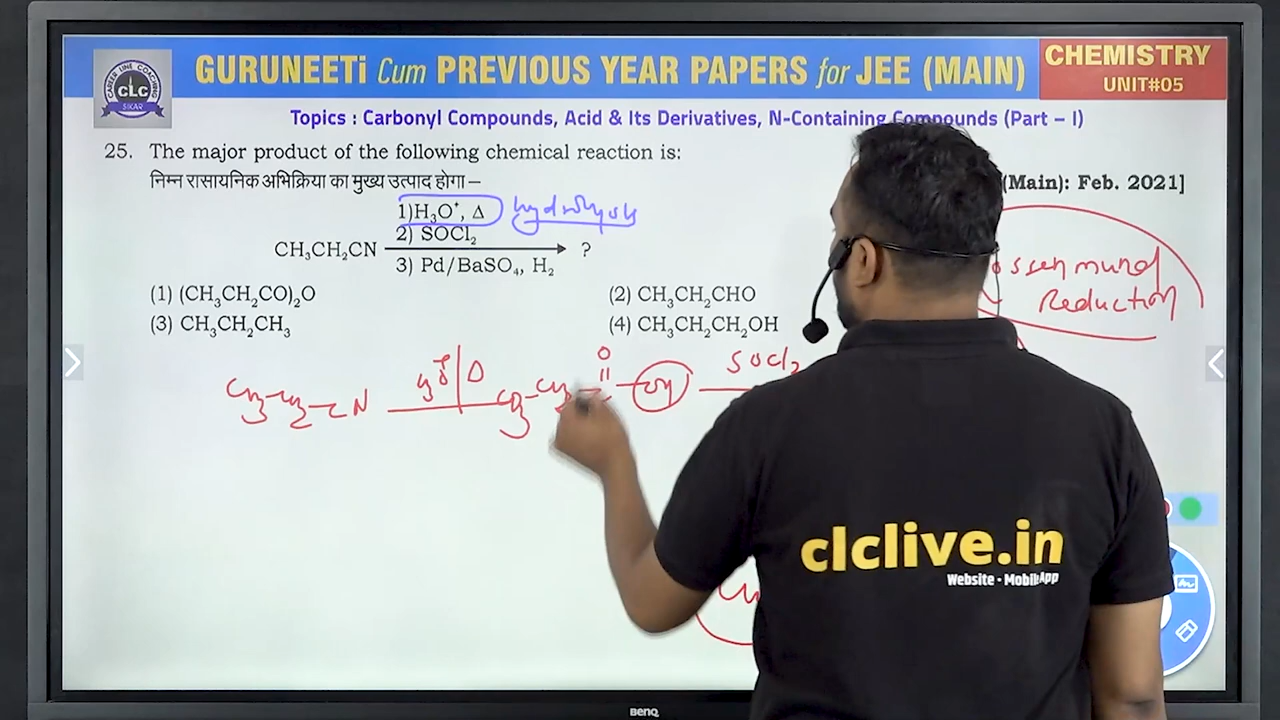 GURUNEETi Cum PREVIOUS YEAR PAPERS for JEE (MAIN)
CHEMISTRY
UNIT#05
CAREER LINE COACHING
cLc
SIKAR
Topics : Carbonyl Compounds, Acid & Its Derivatives, N-Containing Compounds (Part – I)
25. The major product of the following chemical reaction is:
निम्न रासायनिक अभिक्रिया का मुख्य उत्पाद होगा –
(Main): Feb. 2021]
1)H₃O⁺, Δ hydrolysis
2) SOCl₂
CH₃CH₂CN ?
3) Pd/BaSO₄, H₂
ossenmund
Reduction
(1) (CH₃CH₂CO)₂O (2) CH₃CH₂CHO
(3) CH₃CH₂CH₃ (4) CH₃CH₂CH₂OH
CH₃-CH₂-CN H₃O⁺ | Δ CH₃-CH₂ O OH SOCl₂
clclive.in
Website - Mobile App
BenQ